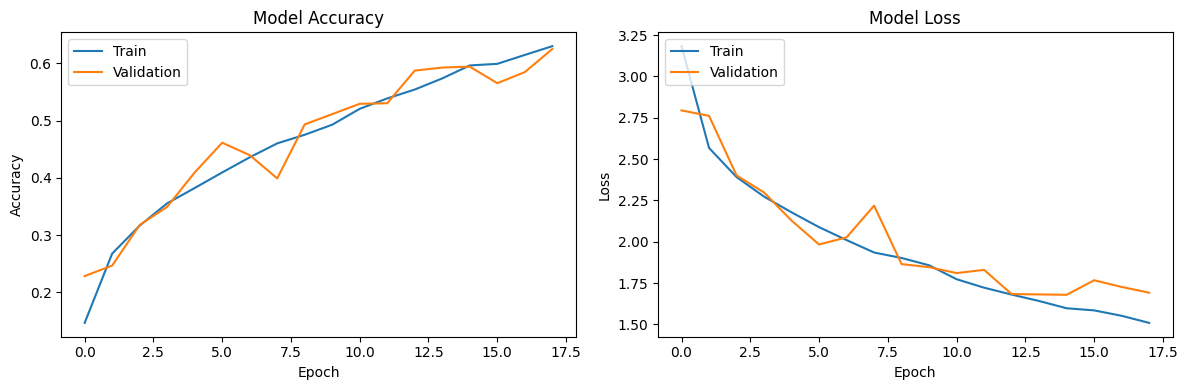 Model Accuracy
Train
Validation
Accuracy
0.6
0.5
0.4
0.3
0.2
0.0 2.5 5.0 7.5 10.0 12.5 15.0 17.5
Epoch
Model Loss
Train
Validation
Loss
3.25
3.00
2.75
2.50
2.25
2.00
1.75
1.50
0.0 2.5 5.0 7.5 10.0 12.5 15.0 17.5
Epoch